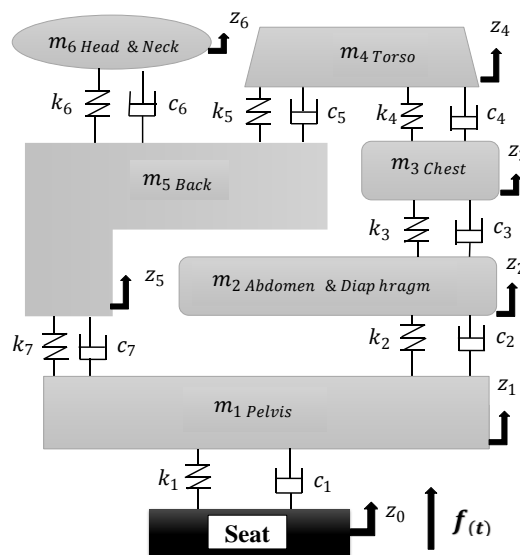 z₆
m₆ Head & Neck
z₄
m₄ Torso
k₆
c₆
k₅
c₅
k₄
c₄
m₃ Chest
m₅ Back
k₃
c₃
z₂
z₅
m₂ Abdomen & Diap hragm
k₇
c₇
k₂
c₂
z₁
m₁ Pelvis
k₁
c₁
z₀
f₍t₎
Seat